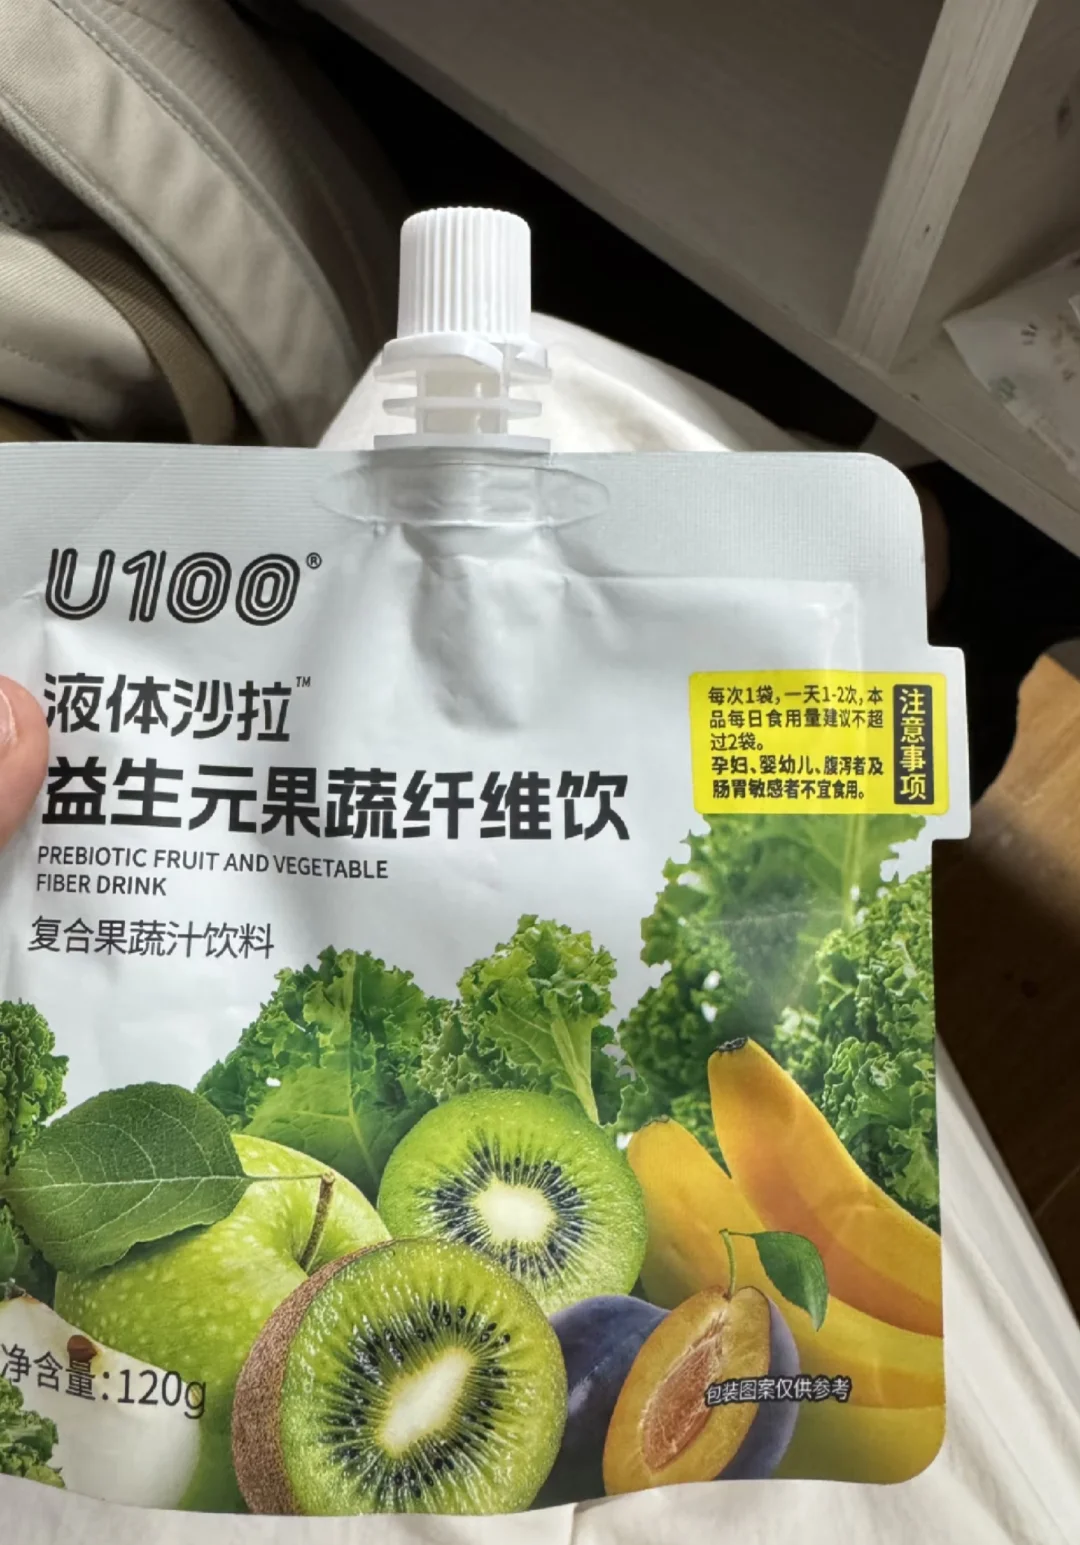 U100®
液体沙拉™
益生元果蔬纤维饮
PREBIOTIC FRUIT AND VEGETABLE
FIBER DRINK
复合果蔬汁饮料
每次1袋,一天1-2次,本
品每日食用量建议不超
过2袋。
孕妇、婴幼儿、腹泻者及
肠胃敏感者不宜食用。
注意事项
净含量:120g
包装图案仅供参考